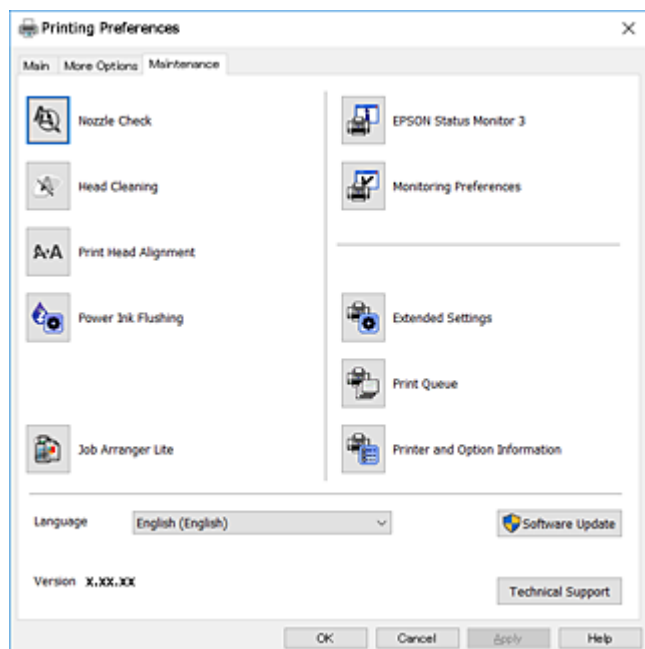 Printing Preferences
Main
More Options
Maintenance
Nozzle Check
Head Cleaning
A·A
Print Head Alignment
Power Ink Flushing
Job Arranger Lite
EPSON Status Monitor 3
Monitoring Preferences
Extended Settings
Print Queue
Printer and Option Information
Language
English (English)
Software Update
Version X.XX.XX
Technical Support
OK
Cancel
Apply
Help